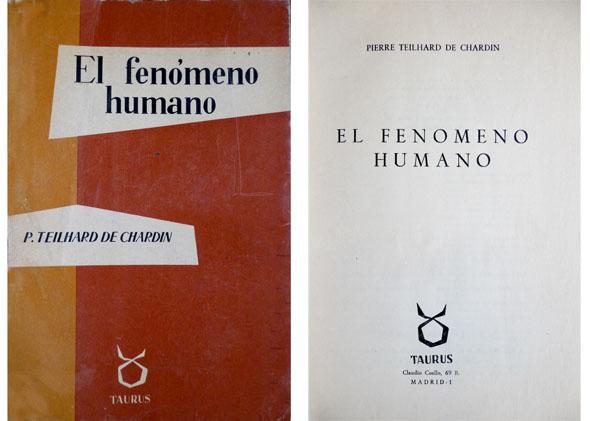 El fenómeno
humano
P. TEILHARD DE CHARDIN
TAURUS
PIERRE TEILHARD DE CHARDIN
EL FENOMENO
HUMANO
TAURUS
Claudio Coello, 69 B.
MADRID-1